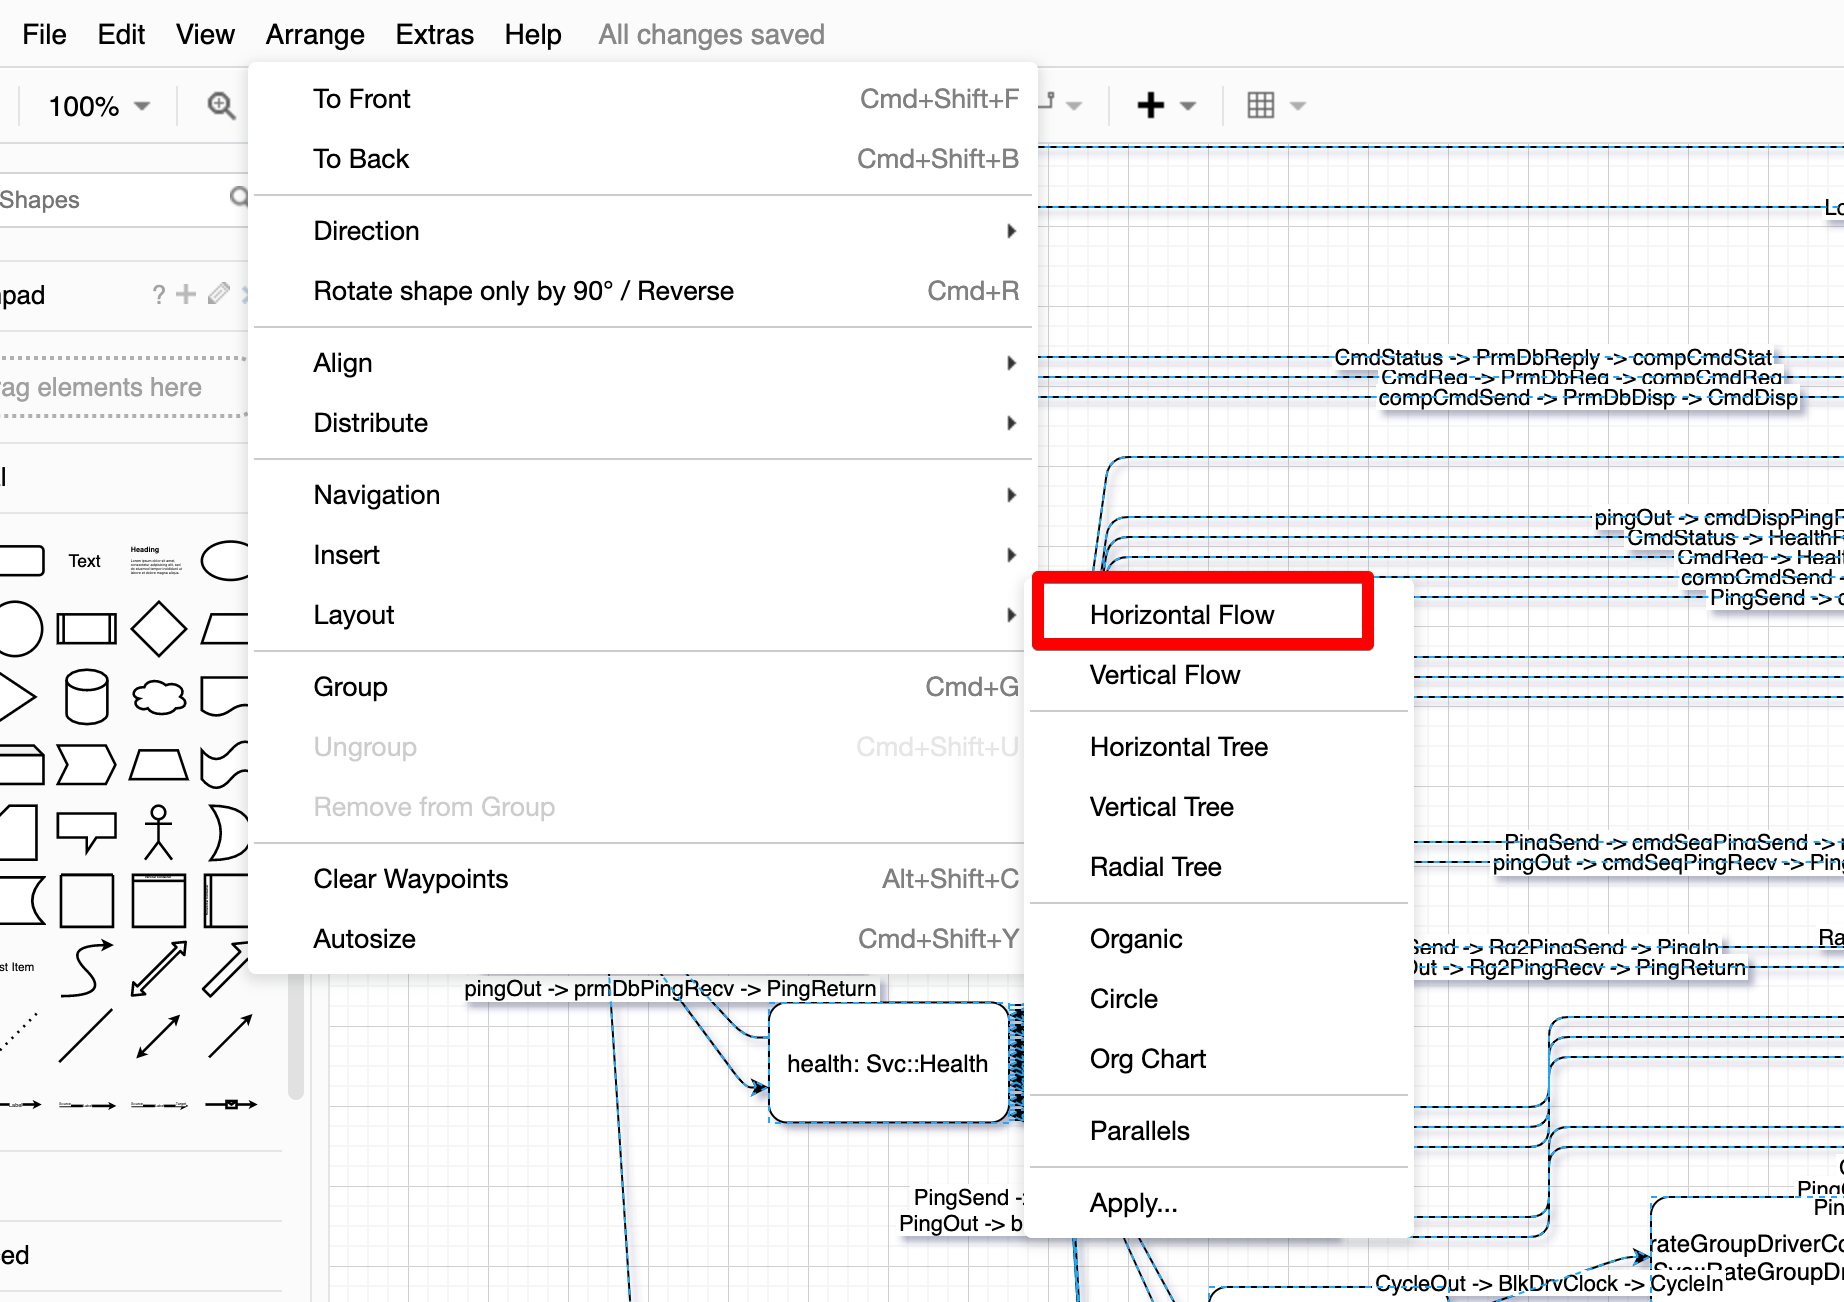 File Edit View Arrange Extras Help All changes saved
100%
To Front Cmd+Shift+F
To Back Cmd+Shift+B
Shapes
Direction
Rotate shape only by 90° / Reverse Cmd+R
pad ?
Align
Distribute
ag elements here
Navigation
Insert
Layout
Group Cmd+G
Ungroup Cmd+Shift+U
Remove from Group
Clear Waypoints Alt+Shift+C
Autosize Cmd+Shift+Y
Horizontal Flow
Vertical Flow
Horizontal Tree
Vertical Tree
Radial Tree
Organic
Circle
Org Chart
Parallels
Apply...
Text
Heading
st Item
ed
CmdStatus -> PrmDbReply -> compCmdStat
CmdReg -> PrmDbReg -> compCmdReg
compCmdSend -> PrmDbDisp -> CmdDisp
pingOut -> cmdDispPingR
CmdStatus -> HealthR
CmdReg -> Heal
compCmdSend -
PingSend ->
PingSend -> cmdSeqPingSend ->
pingOut -> cmdSeqPingRecv -> Ping
Send -> Rg2PingSend -> PingIn
Out -> Rg2PingRecv -> PingReturn
Ra
pingOut -> prmDbPingRecv -> PingReturn
health: Svc::Health
PingSend -
PingOut -> b
Ping
Pin
rateGroupDriverCo
Svc::RateGroupDr
CycleOut -> BlkDrvClock -> CycleIn